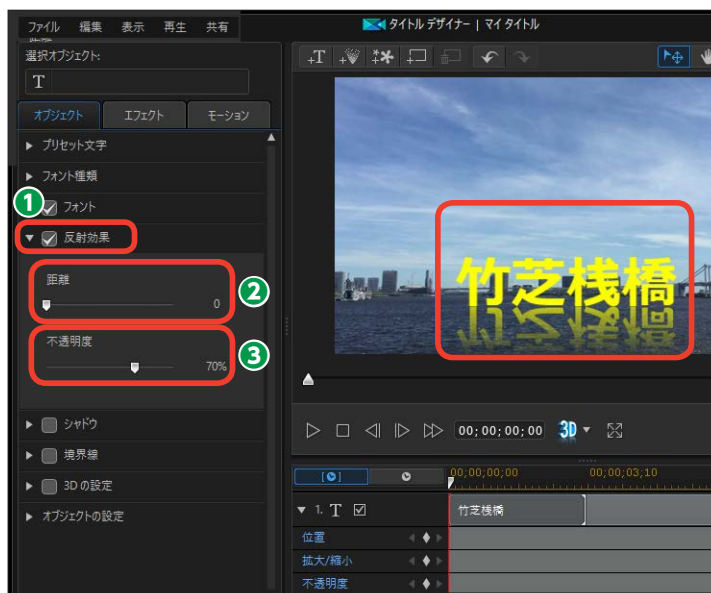 ファイル 編集 表示 再生 共有
タイトル デザイナー | マイ タイトル
選択オブジェクト:
T
+T
オブジェクト エフェクト モーション
プリセット文字
フォント種類
1
フォント
反射効果
距離
0
2
不透明度
70%
3
シャドウ
境界線
3D の設定
オブジェクトの設定
竹芝桟橋
00;00;00;00 3D
00;00;00;00 00;00;03;10
1. T 竹芝桟橋
位置
拡大/縮小
不透明度